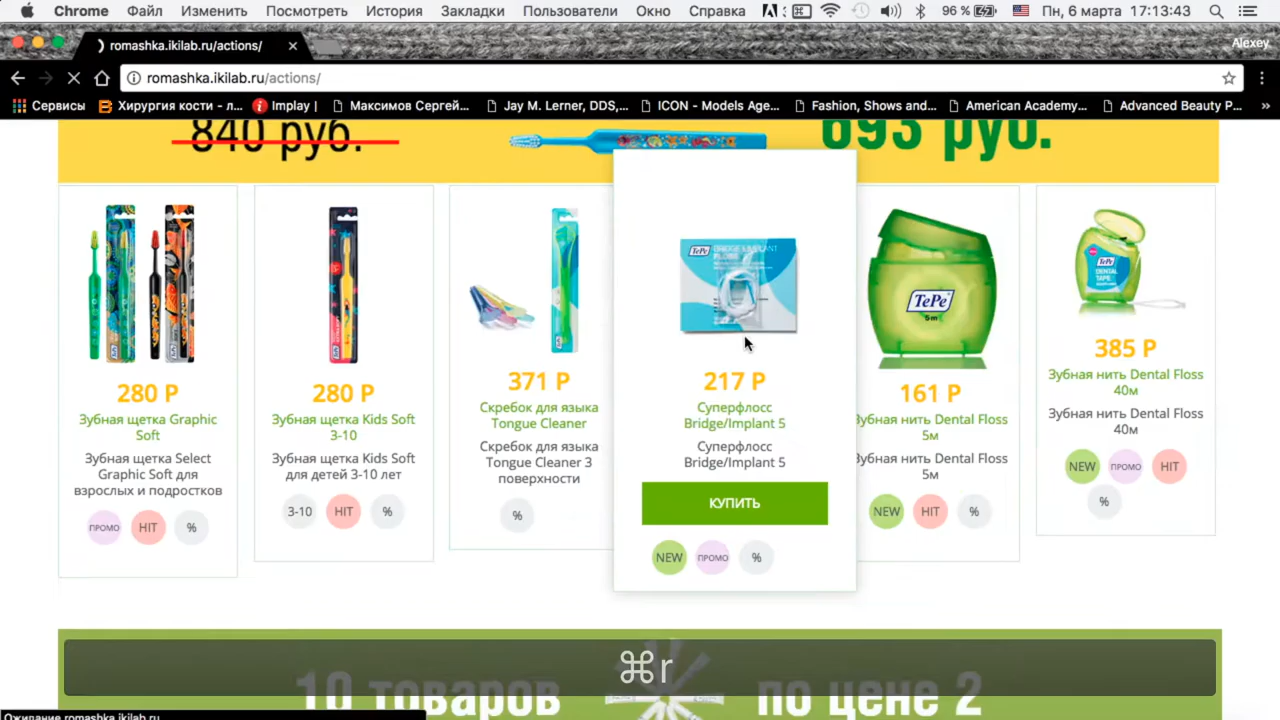 Chrome Файл Изменить Посмотреть История Закладки Пользователи Окно Справка 96 % Пн, 6 марта 17:13:43
romashka.ikilab.ru/actions/ Alexey
romashka.ikilab.ru/actions/
Сервисы Хирургия кости - л... Implay | Максимов Сергей... Jay M. Lerner, DDS,... ICON - Models Age... Fashion, Shows and... American Academy... Advanced Beauty P... »
840 руб. 693 руб.
280 Р
Зубная щетка Graphic
Soft
Зубная щетка Select
Graphic Soft для
взрослых и подростков
ПРОМО HIT %
280 Р
Зубная щетка Kids Soft
3-10
Зубная щетка Kids Soft
для детей 3-10 лет
3-10 HIT %
371 Р
Скребок для языка
Tongue Cleaner
Скребок для языка
Tongue Cleaner 3
поверхности
%
TePe BRIDGE & IMPLANT
FLOSS
217 Р
Суперфлосс
Bridge/Implant 5
Суперфлосс
Bridge/Implant 5
КУПИТЬ
NEW ПРОМО %
TePe
5m
161 Р
Зубная нить Dental Floss
5м
Зубная нить Dental Floss
5м
NEW HIT %
TePe
DENTAL
TAPE
385 Р
Зубная нить Dental Floss
40м
Зубная нить Dental Floss
40м
NEW ПРОМО HIT
%
10 товаров по цене 2
⌘r
Ожидание romashka.ikilab.ru